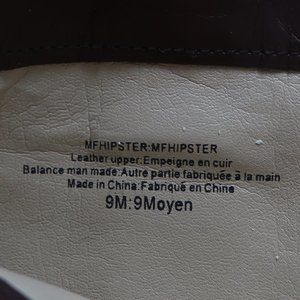 MFHIPSTER:MFHIPSTER
Leather upper:Empeigne en cuir
Balance man made:Autre partie fabriquée à la main
Made in China:Fabriqué en Chine
9M:9Moyen